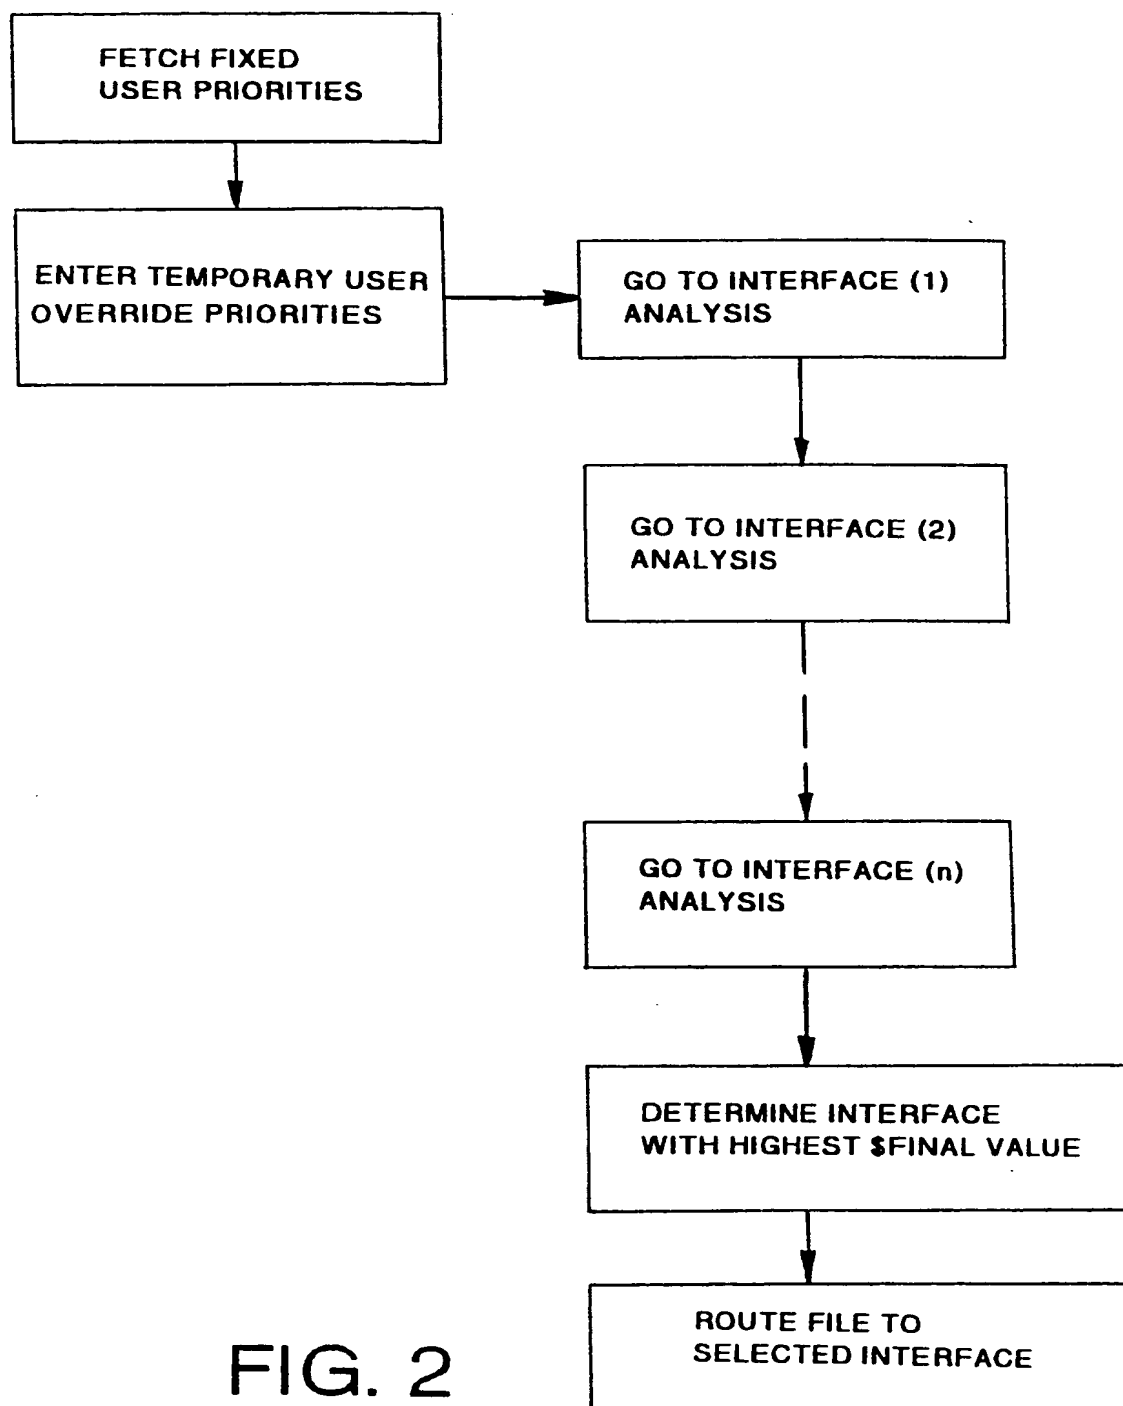 FETCH FIXED
USER PRIORITIES
ENTER TEMPORARY USER
OVERRIDE PRIORITIES
GO TO INTERFACE (1)
ANALYSIS
GO TO INTERFACE (2)
ANALYSIS
GO TO INTERFACE (n)
ANALYSIS
DETERMINE INTERFACE
WITH HIGHEST $FINAL VALUE
ROUTE FILE TO
SELECTED INTERFACE
FIG. 2